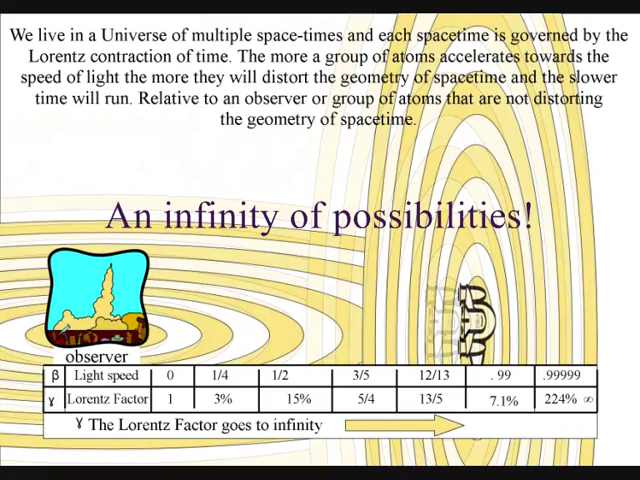 We live in a Universe of multiple space-times and each spacetime is governed by the
Lorentz contraction of time. The more a group of atoms accelerates towards the
speed of light the more they will distort the geometry of spacetime and the slower
time will run. Relative to an observer or group of atoms that are not distorting
the geometry of spacetime.
An infinity of possibilities!
observer
β Light speed 0 1/4 1/2 3/5 12/13 . 99 .99999
γ Lorentz Factor 1 3% 15% 5/4 13/5 7.1% 224% ∞
γ The Lorentz Factor goes to infinity